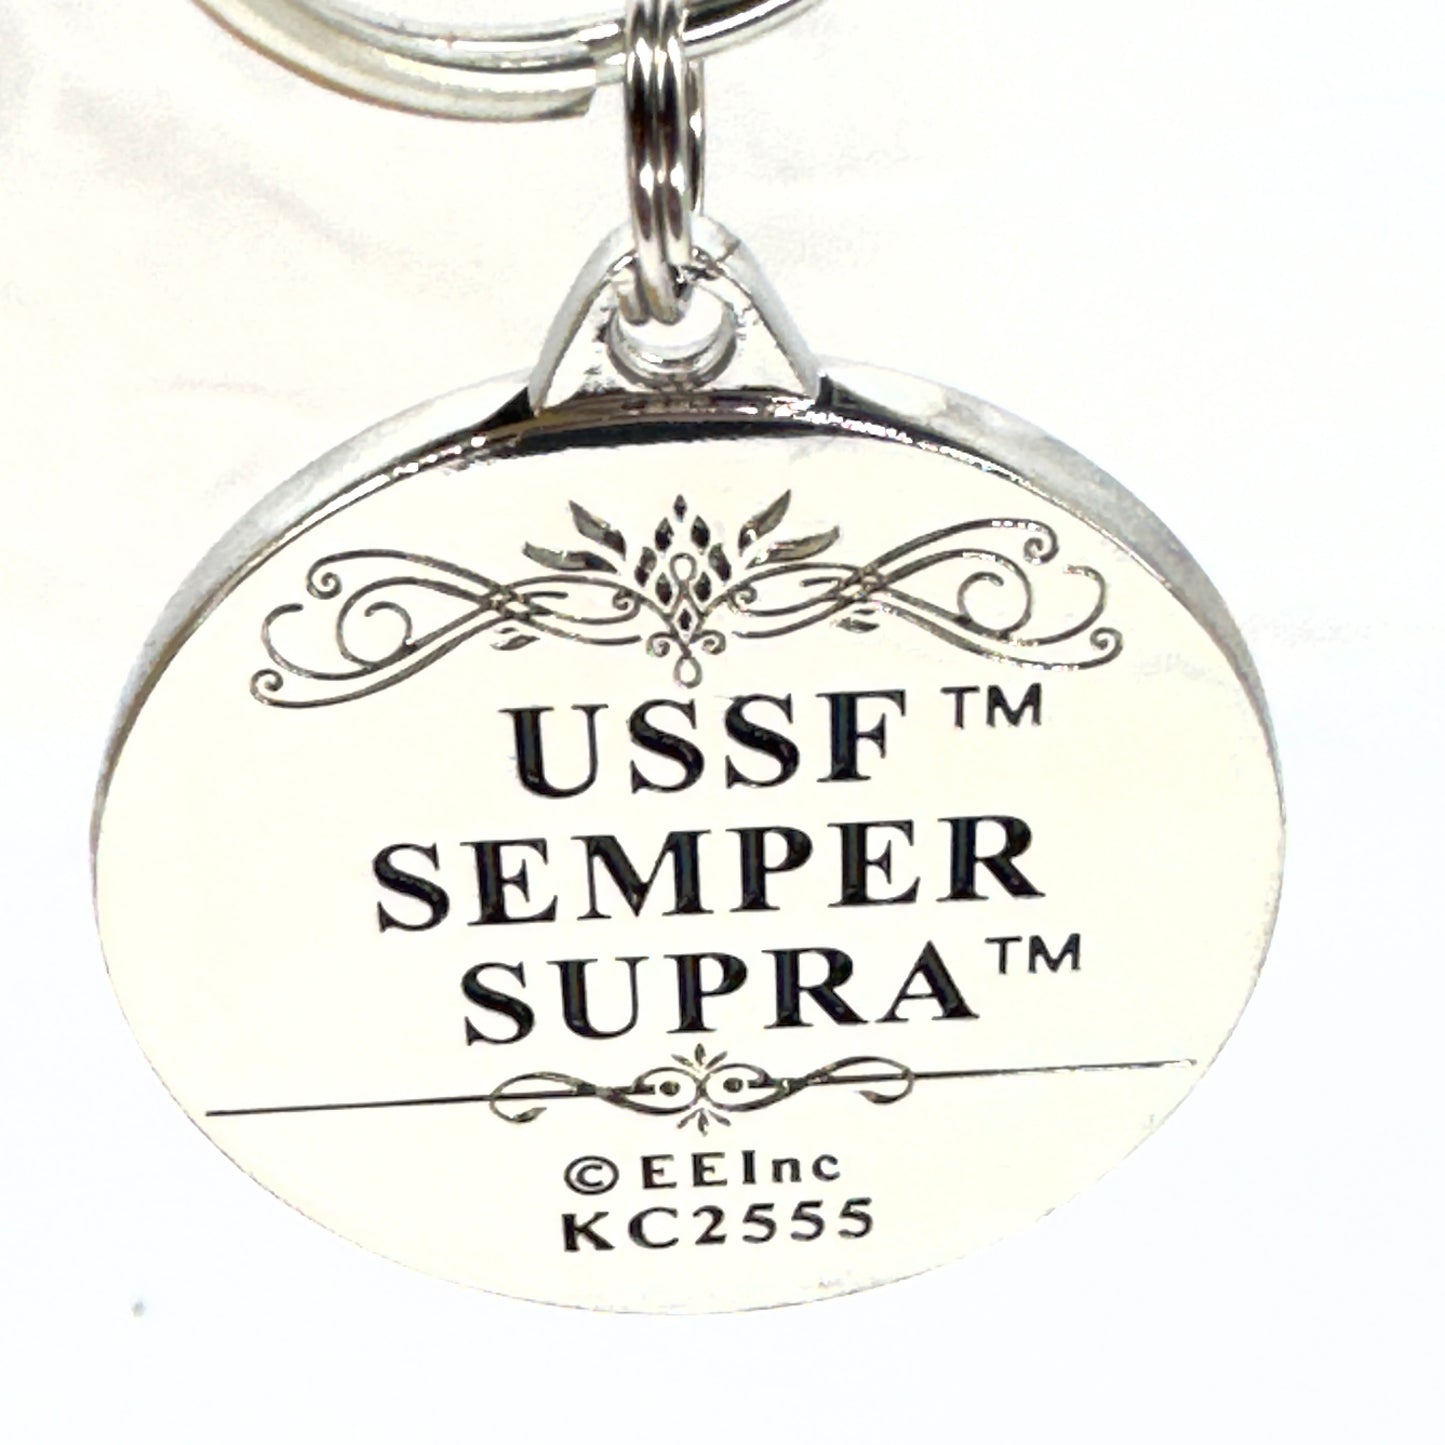 USSF™
SEMPER
SUPRA™
©EEInc
KC2555